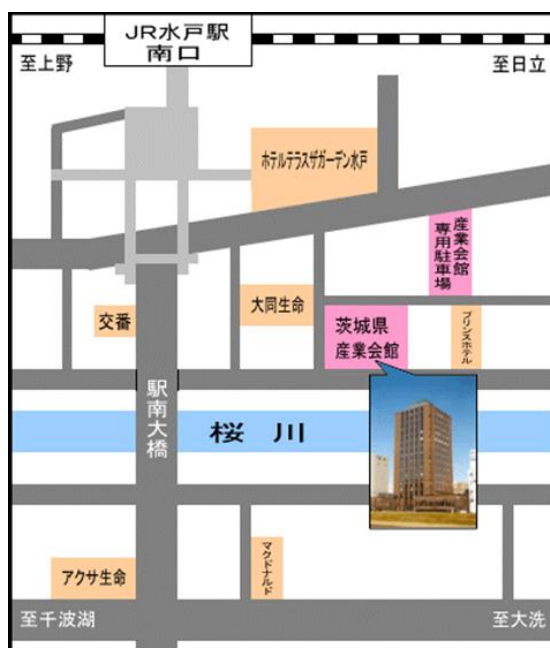 JR水戸駅
南口
至上野
至日立
ホテルテラスザガーデン水戸
産業会館
専用駐車場
大同生命
交番
茨城県
産業会館
プリンスホテル
駅南大橋
桜川
アクサ生命
マクドナルド
至千波湖
至大洗